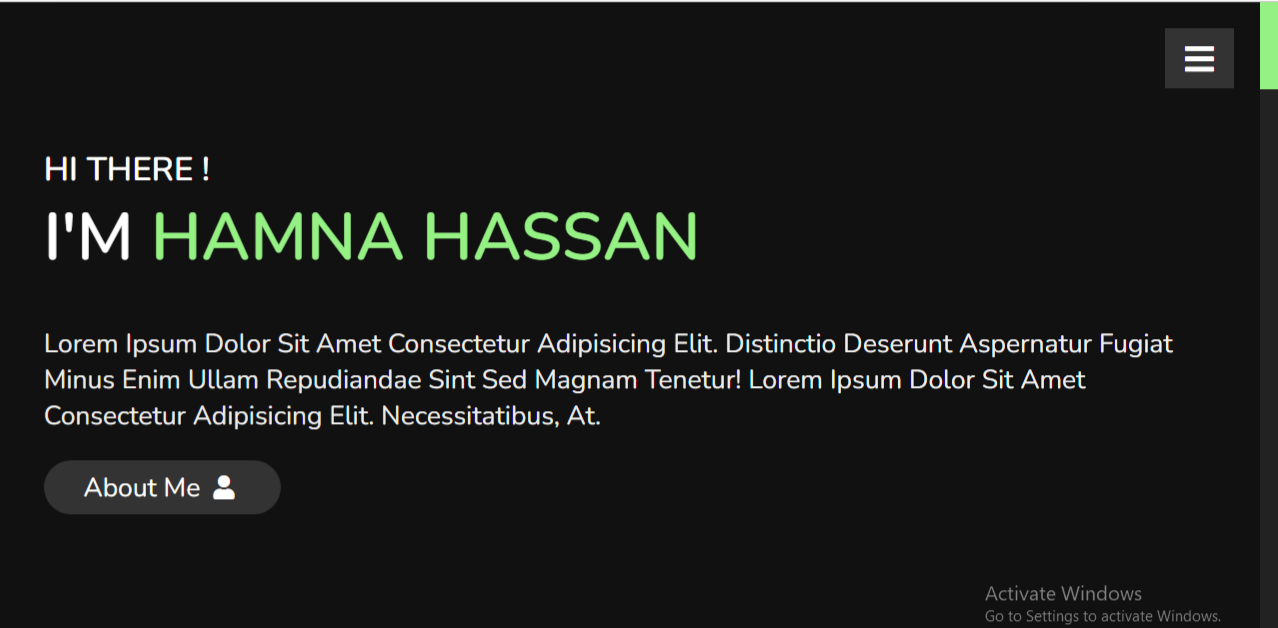 HI THERE !
I'M HAMNA HASSAN
Lorem Ipsum Dolor Sit Amet Consectetur Adipisicing Elit. Distinctio Deserunt Aspernatur Fugiat
Minus Enim Ullam Repudiandae Sint Sed Magnam Tenetur! Lorem Ipsum Dolor Sit Amet
Consectetur Adipisicing Elit. Necessitatibus, At.
About Me
Activate Windows
Go to Settings to activate Windows.